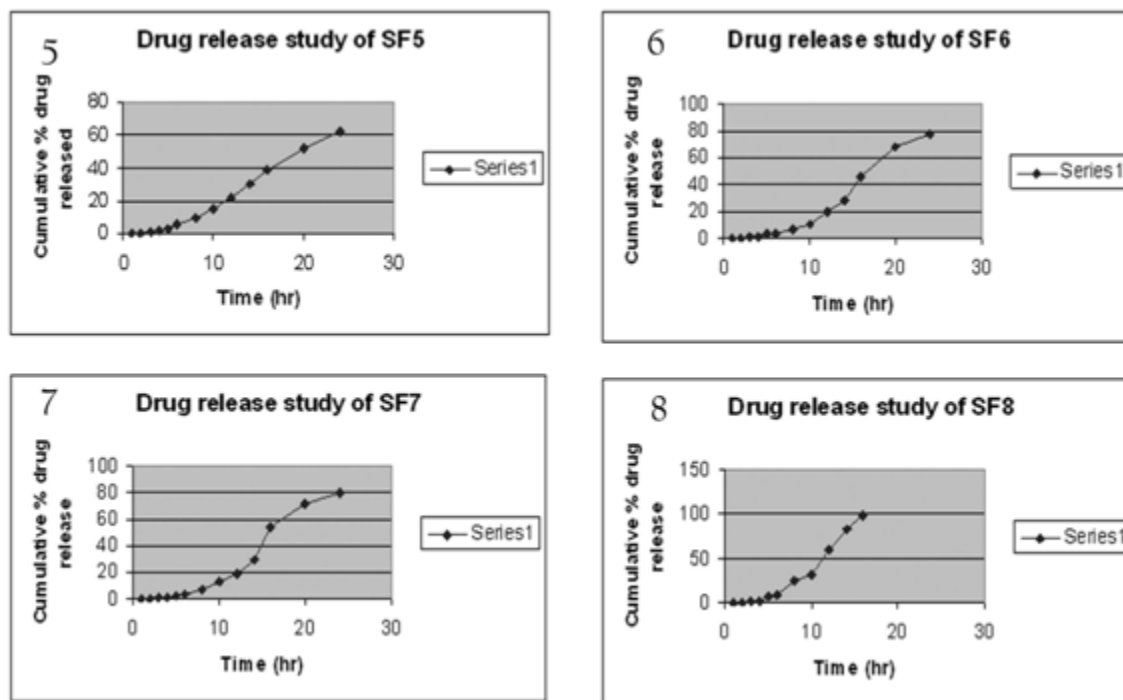 5
Drug release study of SF5
Cumulative % drug
released
80
60
40
20
0
0 10 20 30
Time (hr)
Series1
6
Drug release study of SF6
Cumulative % drug
release
100
80
60
40
20
0
0 10 20 30
Time (hr)
Series1
7
Drug release study of SF7
Cumulative % drug
release
100
80
60
40
20
0
0 10 20 30
Time (hr)
Series1
8
Drug release study of SF8
Cumulative % drug
release
150
100
50
0
0 10 20 30
Time (hr)
Series1